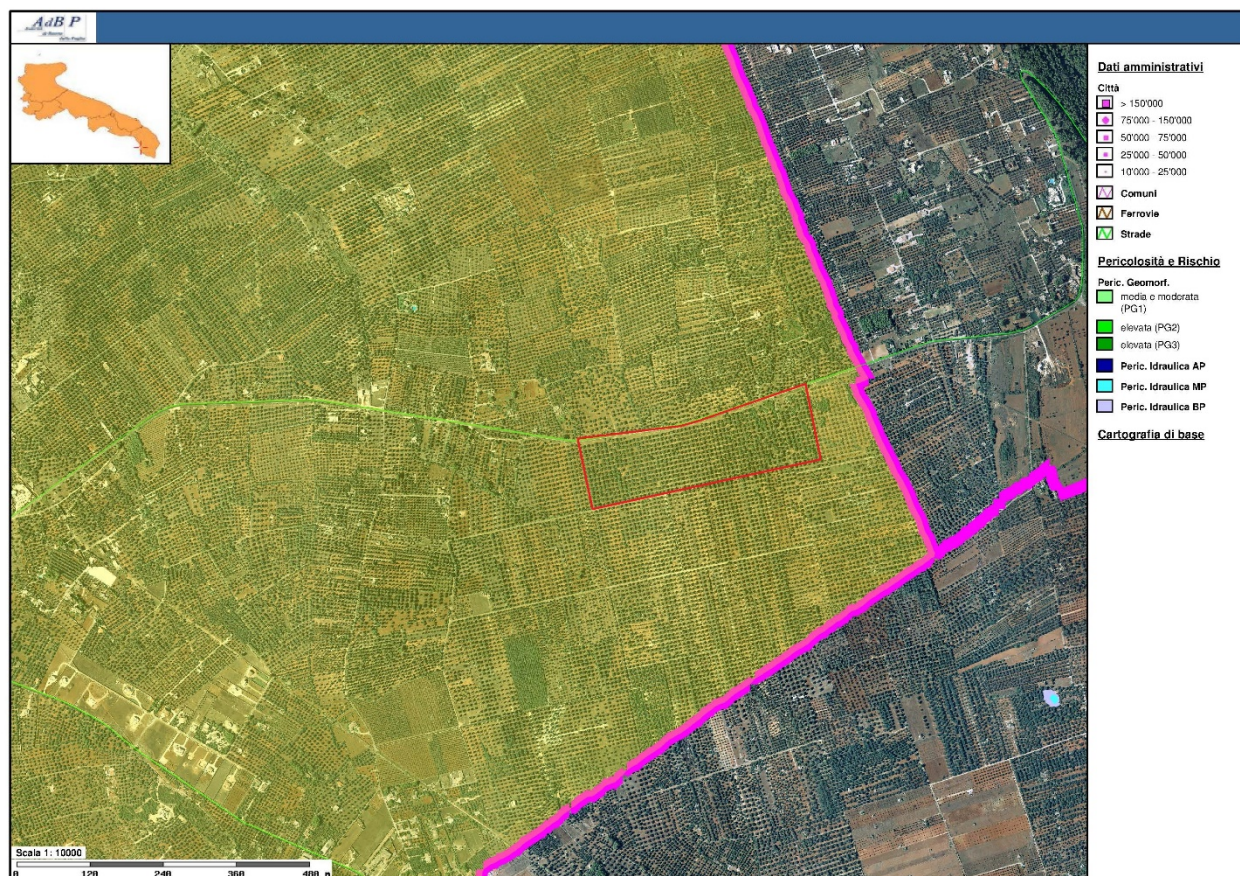 AdB P
Dati amministrativi
Città
> 150'000
75'000 - 150'000
50'000 - 75'000
25'000 - 50'000
10'000 - 25'000
Comuni
Ferrovie
Strade
Pericolosità e Rischio
Peric. Geomorf.
media e moderata
(PG1)
elevata (PG2)
elevata (PG3)
Peric. Idraulica AP
Peric. Idraulica MP
Peric. Idraulica BP
Cartografia di base
Scala 1: 10000
0 120 240 360 480 m